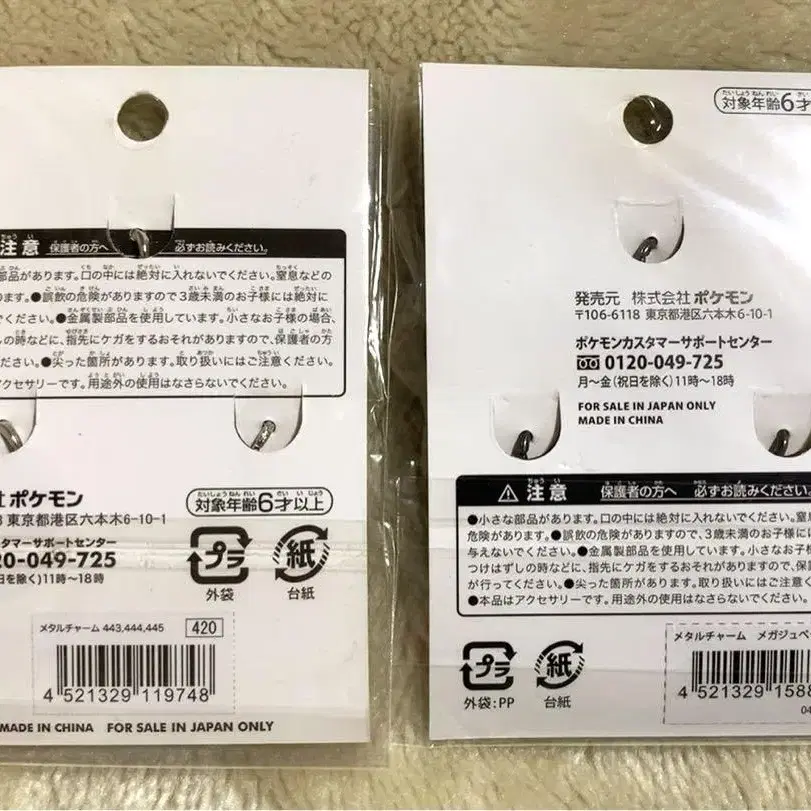 注意 保護者の方へ 必ずお読みください。
部品があります。口の中には絶対に入れないでください。窒息などの
ます。●誤飲の危険がありますので3歳未満のお子様には絶対に
ください。●金属製部品を使用しています。小さなお子様の場合、
しの時などに、指先にケガをするおそれがありますので、保護者の方
ださい。●尖った箇所があります。取り扱いにはご注意ください。
アクセサリーです。用途外の使用はなさらないでください。
社 ポケモン
8 東京都港区六本木6-10-1
対象年齢6才以上
スタマーサポートセンター
20-049-725
日を除く)11時〜18時
プラ
外袋
紙
台紙
メタルチャーム 443,444,445
420
4 521329 119748
MADE IN CHINA FOR SALE IN JAPAN ONLY
対象年齢6才
発売元 株式会社 ポケモン
〒106-6118 東京都港区六本木6-10-1
ポケモンカスタマーサポートセンター
0120-049-725
月〜金(祝日を除く)11時〜18時
FOR SALE IN JAPAN ONLY
MADE IN CHINA
注意 保護者の方へ 必ずお読みください
●小さな部品があります。口の中には絶対に入れないでください。窒息
危険があります。●誤飲の危険がありますので、3歳未満のお子様に
与えないでください。●金属製部品を使用しています。小さなお子様
つけはずしの時などに、指先にケガをするおそれがありますので、保護
が行ってください。●尖った箇所があります。取り扱いにはご注意く
●本品はアクセサリーです。用途外の使用はなさらないでください。
プラ
外袋:PP
紙
台紙
メタルチャーム メガジュペ
4 521329 1588
04